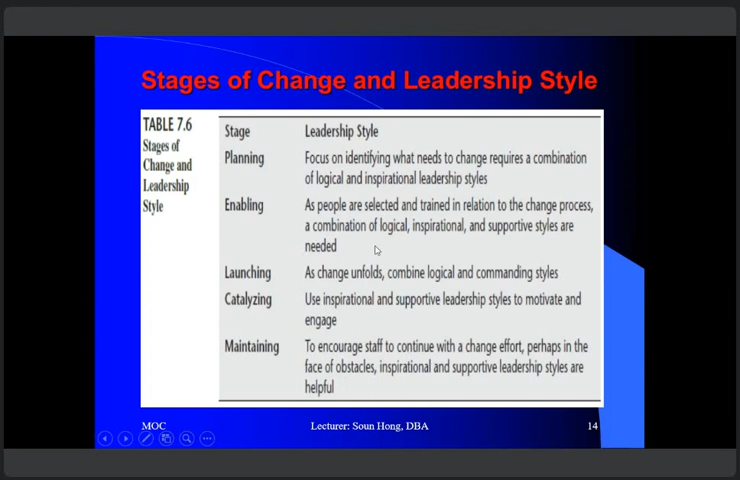 Stages of Change and Leadership Style
TABLE 7.6
Stages of
Change and
Leadership
Style
Stage Leadership Style
Planning Focus on identifying what needs to change requires a combination
of logical and inspirational leadership styles
Enabling As people are selected and trained in relation to the change process,
a combination of logical, inspirational, and supportive styles are
needed
Launching As change unfolds, combine logical and commanding styles
Catalyzing Use inspirational and supportive leadership styles to motivate and
engage
Maintaining To encourage staff to continue with a change effort, perhaps in the
face of obstacles, inspirational and supportive leadership styles are
helpful
MOC Lecturer: Soun Hong, DBA 14